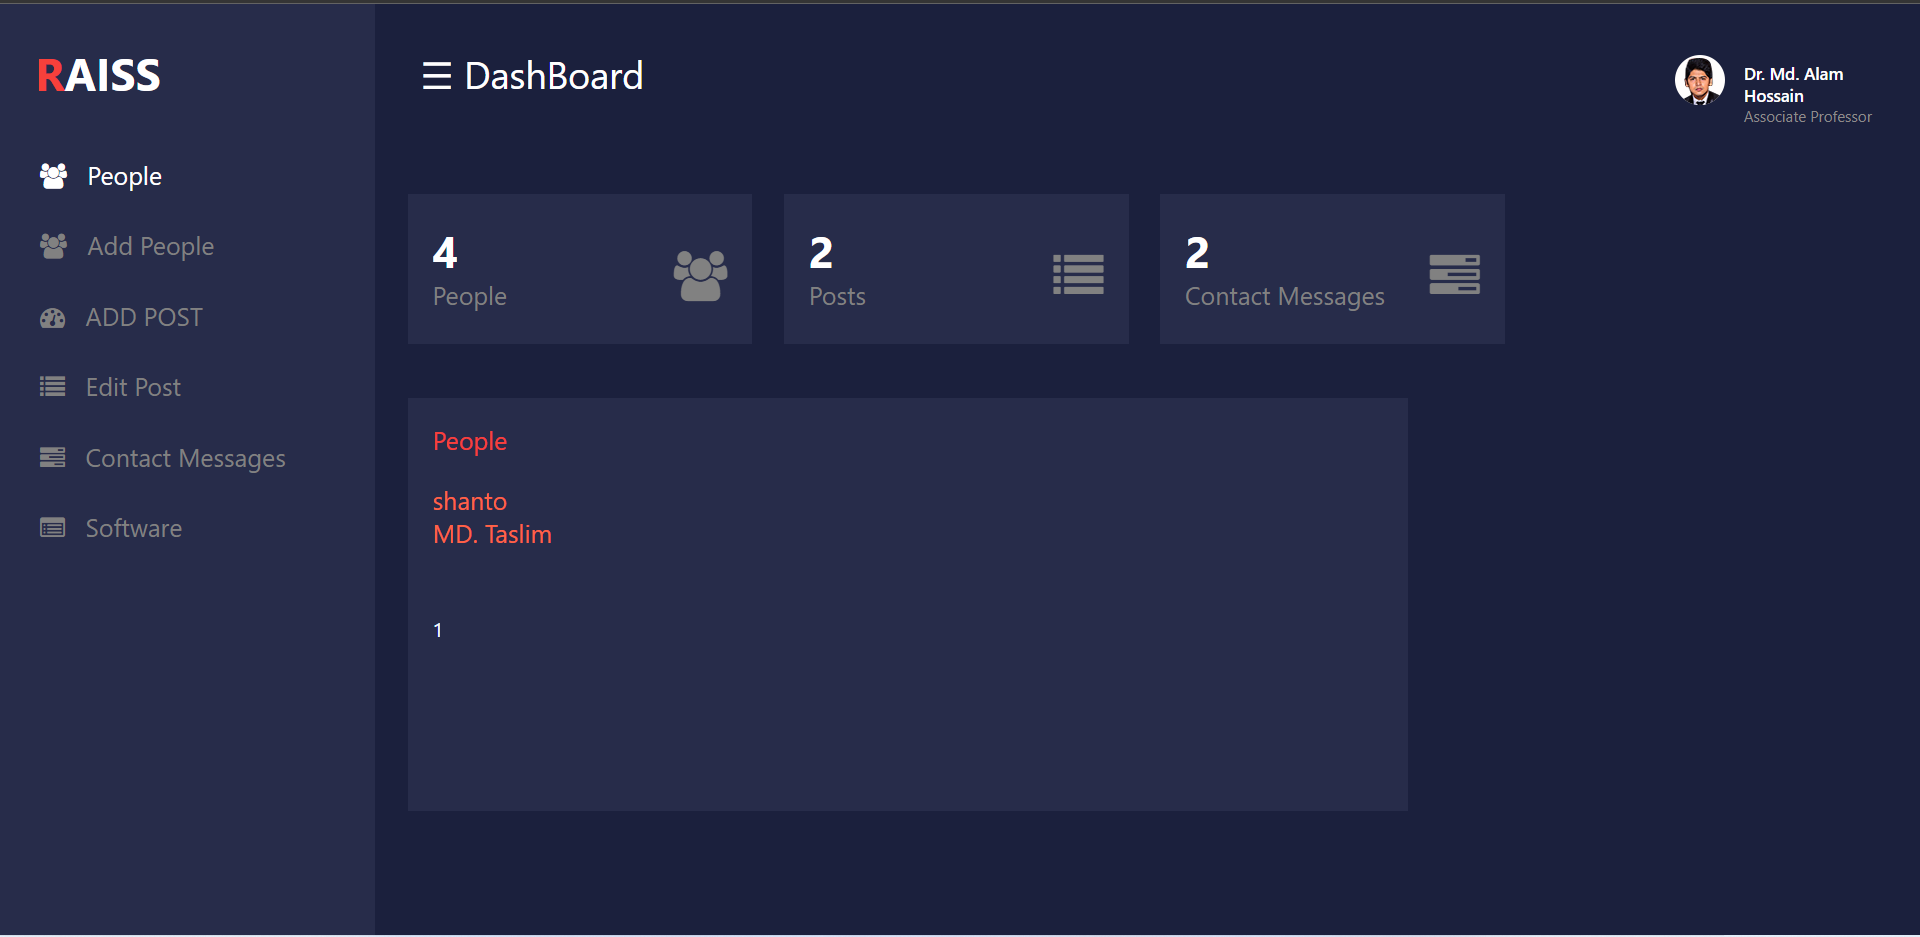 RAISS
People
Add People
ADD POST
Edit Post
Contact Messages
Software
☰ DashBoard
Dr. Md. Alam
Hossain
Associate Professor
4
People
2
Posts
2
Contact Messages
People
shanto
MD. Taslim
1